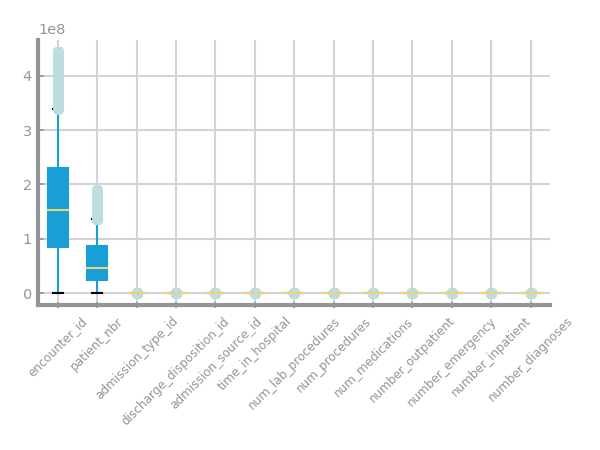 1e8
4
3
2
1
0
encounter_id
patient_nbr
admission_type_id
discharge_disposition_id
admission_source_id
time_in_hospital
num_lab_procedures
num_procedures
num_medications
number_outpatient
number_emergency
number_inpatient
number_diagnoses